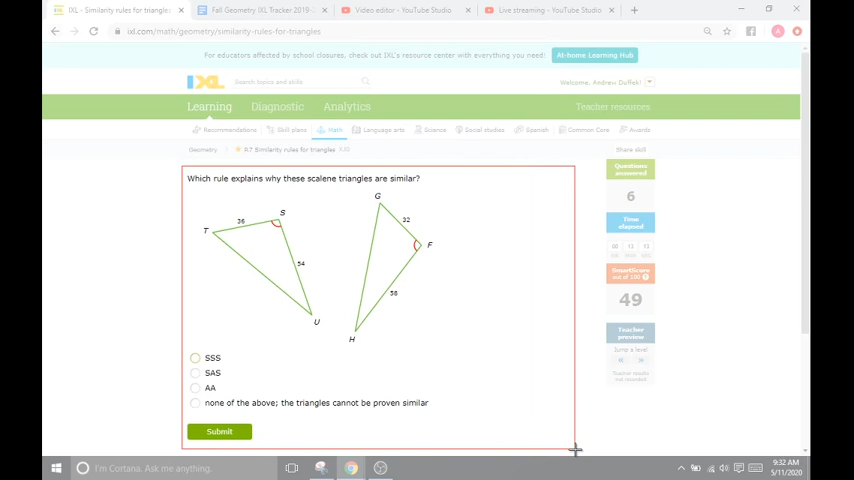 IXL - Similarity rules for triangles
Fall Geometry IXL Tracker 2019-
Video editor - YouTube Studio
Live streaming - YouTube Studio
ixl.com/math/geometry/similarity-rules-for-triangles
For educators affected by school closures, check out IXL's resource center with everything you need!
At-home Learning Hub
IXL
Search topics and skills
Welcome, Andrew Duffek!
Learning
Diagnostic
Analytics
Teacher resources
Recommendations
Skill plans
Math
Language arts
Science
Social studies
Spanish
Common Core
Awards
Geometry
Similarity rules for triangles
Share skill
Which rule explains why these scalene triangles are similar?
G
S
T
36
54
U
32
F
58
H
SSS
SAS
AA
none of the above; the triangles cannot be proven similar
Submit
Questions
answered
6
Time
elapsed
00 13 13
SmartScore
out of 100
49
Teacher
preview
Jump a level
Teacher results
not recorded
I'm Cortana. Ask me anything.
9:32 AM
5/11/2020